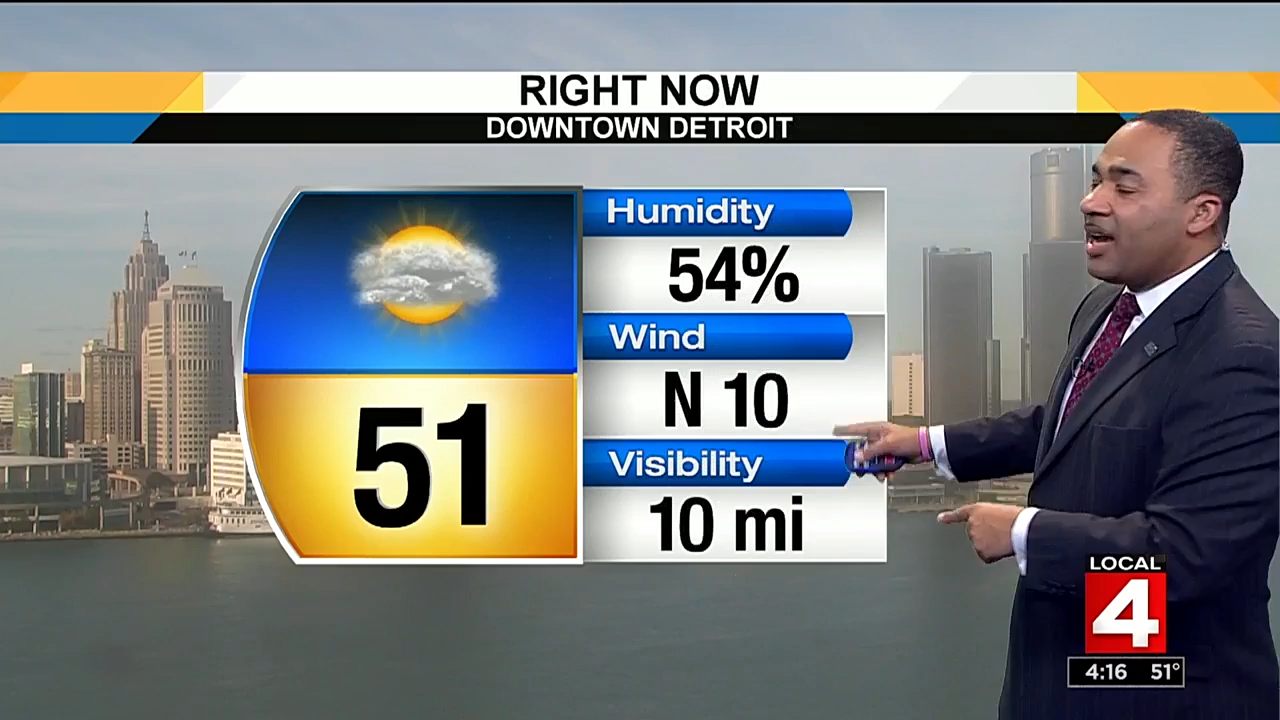 RIGHT NOW
DOWNTOWN DETROIT
Humidity
54%
Wind
N 10
51
Visibility
10 mi
LOCAL
4
4:16 51°